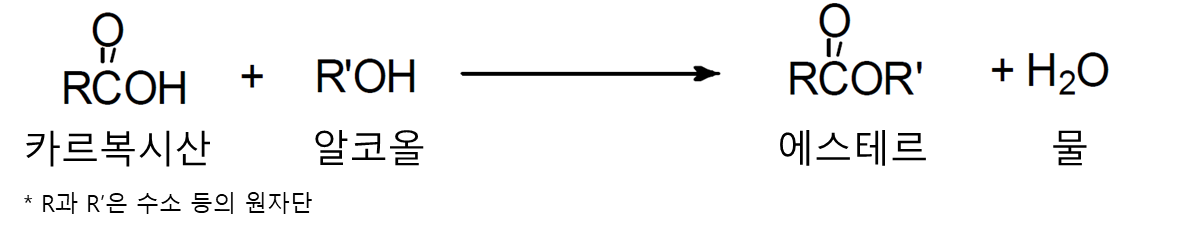 O O
RCOH + R'OH RCOR' + H₂O
카르복시산 알코올 에스테르 물
* R과 R′은 수소 등의 원자단